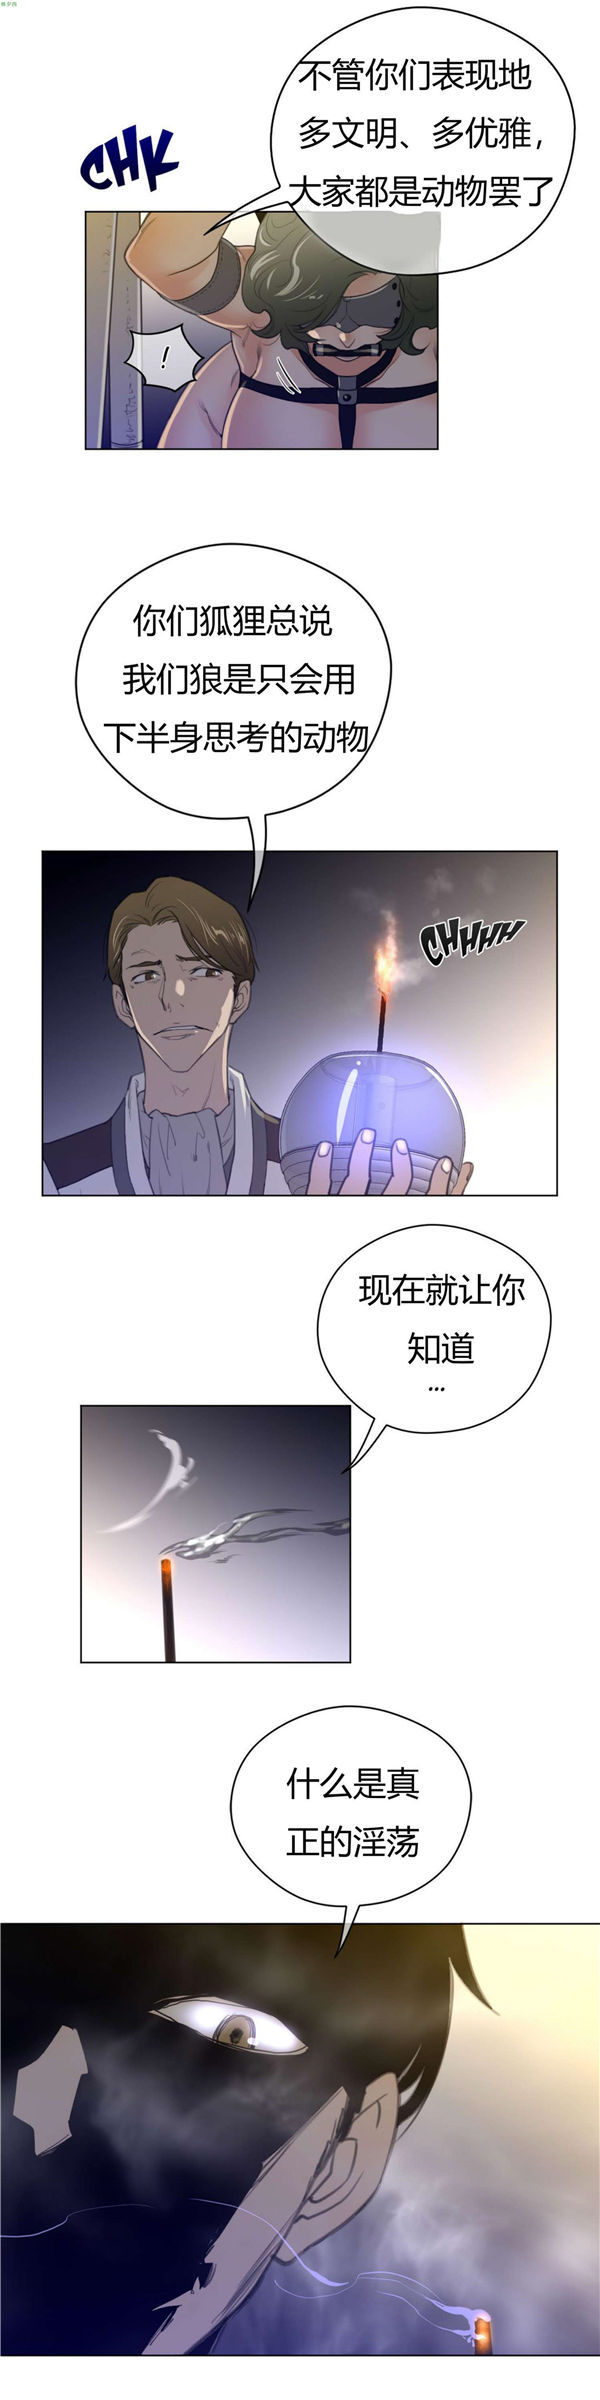 CHK
不管你们表现地
多文明、多优雅，
大家都是动物罢了
!
你们狐狸总说
我们狼是只会用
下半身思考的动物
CHHHH
现在就让你
知道
...
什么是真
正的淫荡